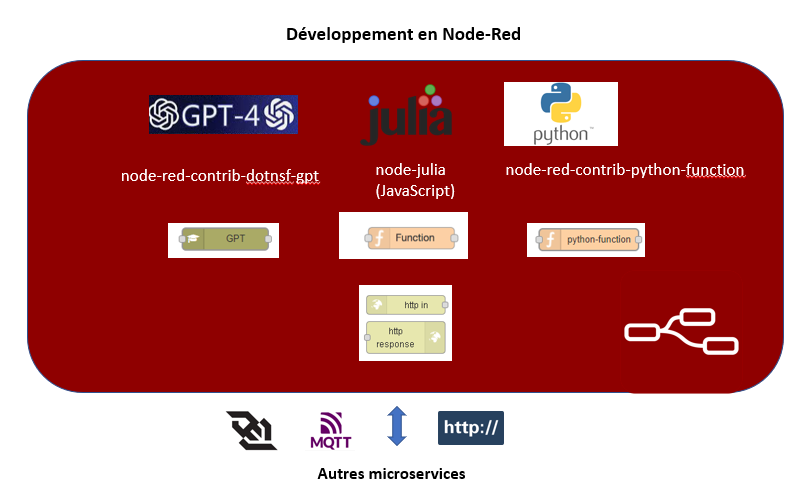 Développement en Node-Red
GPT-4
julia
python™
node-red-contrib-dotnsf-gpt
node-julia
(JavaScript)
node-red-contrib-python-function
GPT
Function
python-function
http in
http
response
MQTT
http://
Autres microservices